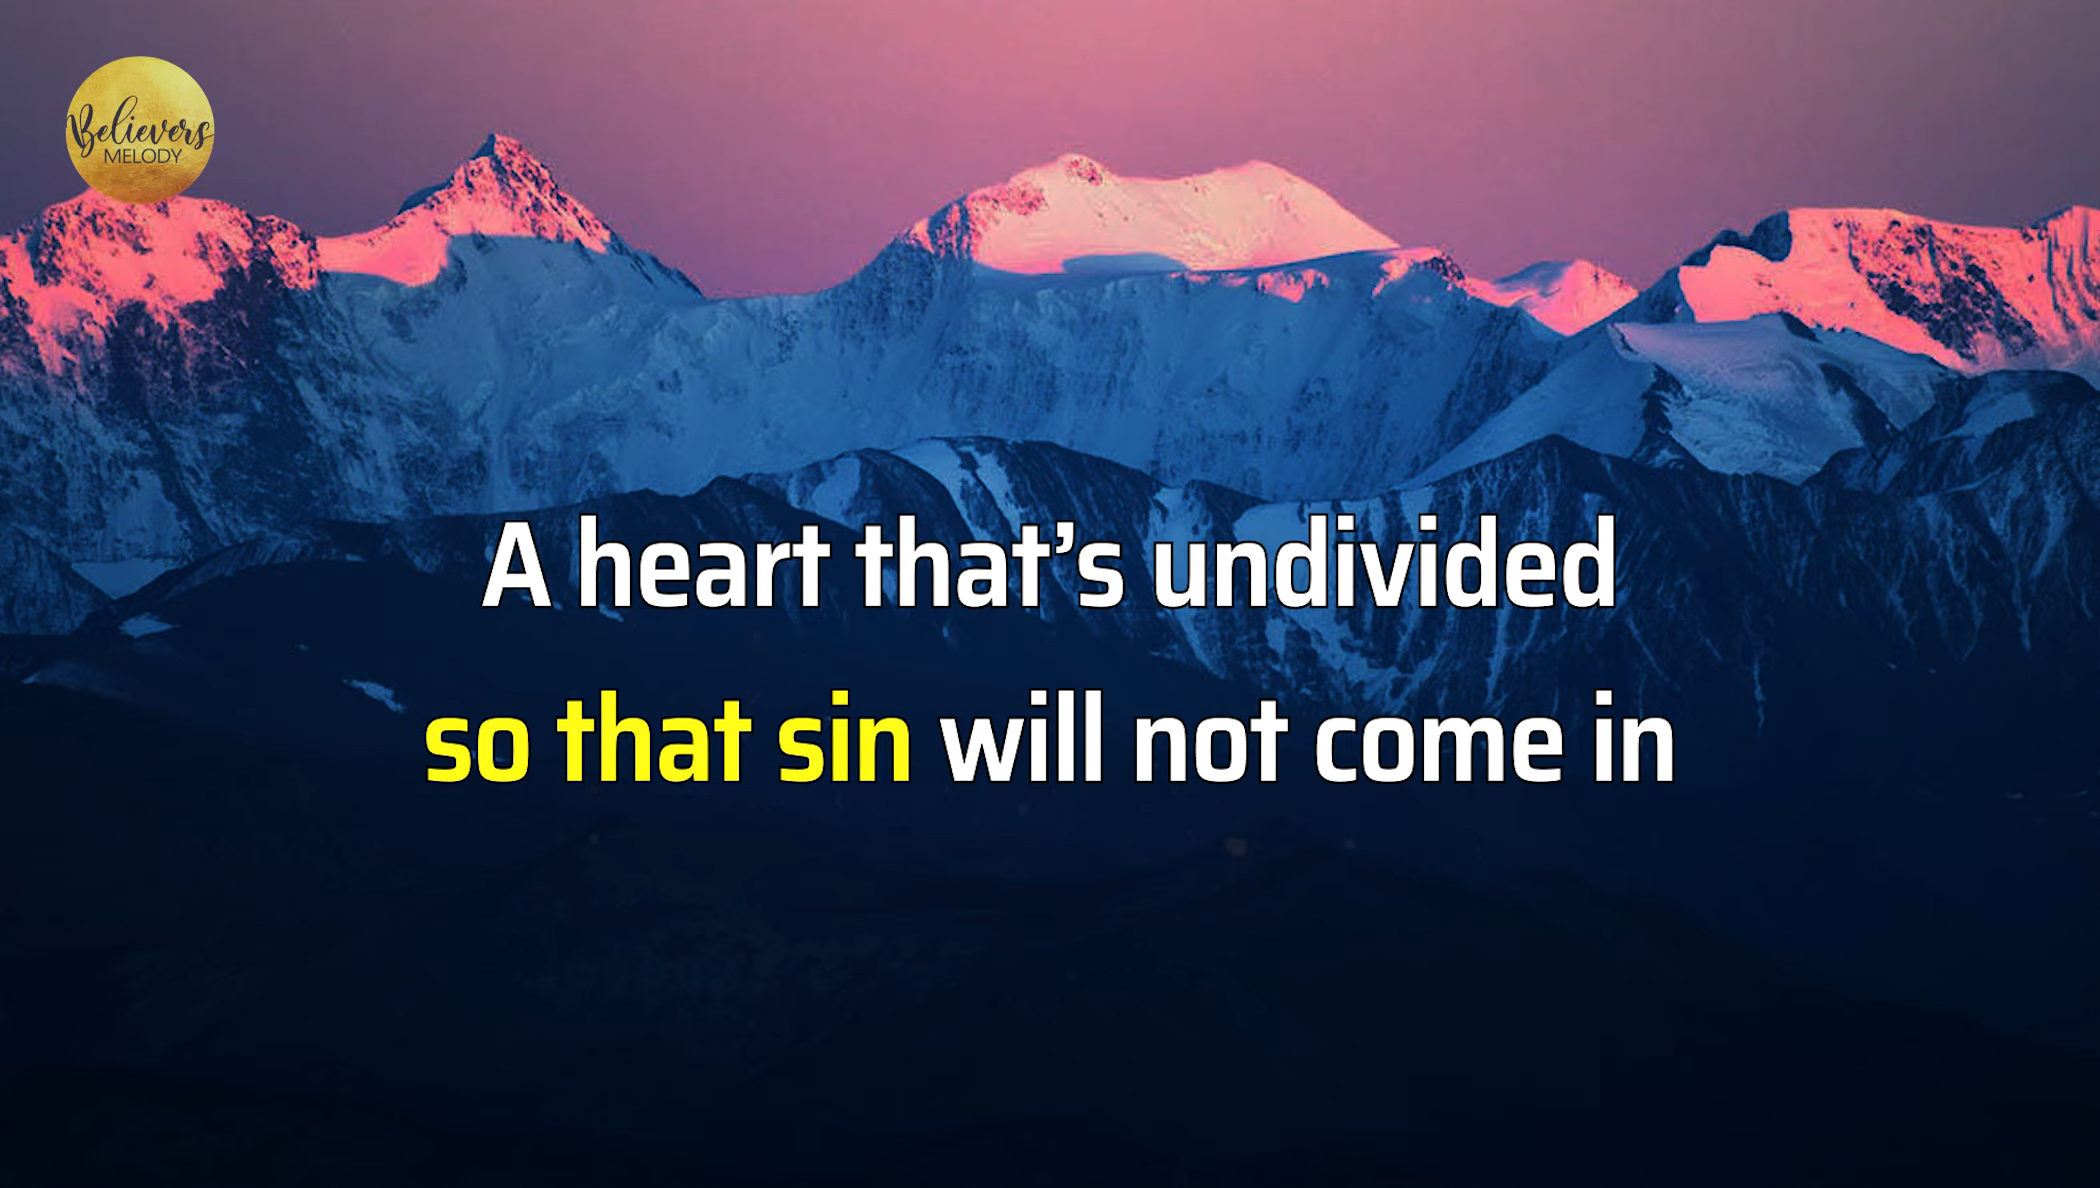 Believers
MELODY
A heart that’s undivided
so that sin will not come in